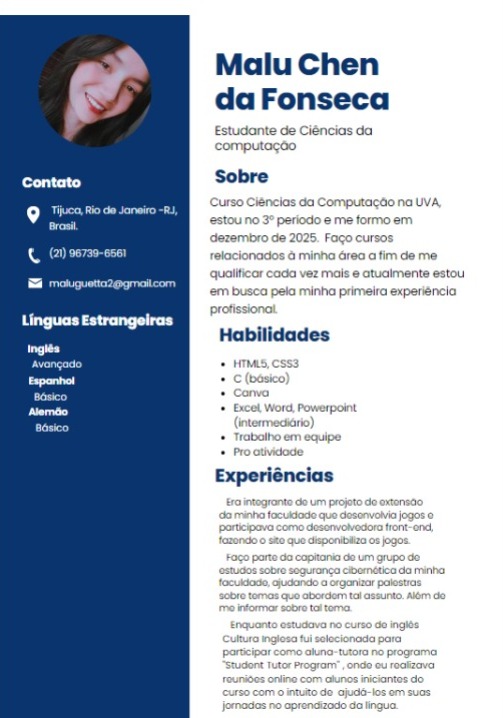 Malu Chen
da Fonseca
Estudante de Ciências da
computação
Contato
Tijuca, Rio de Janeiro -RJ,
Brasil.
(21) 96739-6561
maluguetta2@gmail.com
Línguas Estrangeiras
Inglês
Avançado
Espanhol
Básico
Alemão
Básico
Sobre
Curso Ciências da Computação na UVA,
estou no 3º periodo e me formo em
dezembro de 2025. Faço cursos
relacionados à minha área a fim de me
qualificar cada vez mais e atualmente estou
em busca pela minha primeira experiência
profissional.
Habilidades
• HTML5, CSS3
• C (básico)
• Canva
• Excel, Word, Powerpoint
(intermediário)
• Trabalho em equipe
• Pro atividade
Experiências
Era integrante de um projeto de extensão
da minha faculdade que desenvolvia jogos e
participava como desenvolvedora front-end,
fazendo o site que disponibiliza os jogos.
Faço parte da capitania de um grupo de
estudos sobre segurança cibernética da minha
faculdade, ajudando a organizar palestras
sobre temas que abordem tal assunto. Além de
me informar sobre tal tema.
Enquanto estudava no curso de inglês
Cultura Inglesa fui selecionada para
participar como aluna-tutora no programa
"Student Tutor Program" , onde eu realizava
reuniões online com alunos iniciantes do
curso com o intuito de ajudá-los em suas
jornadas no aprendizado da língua.